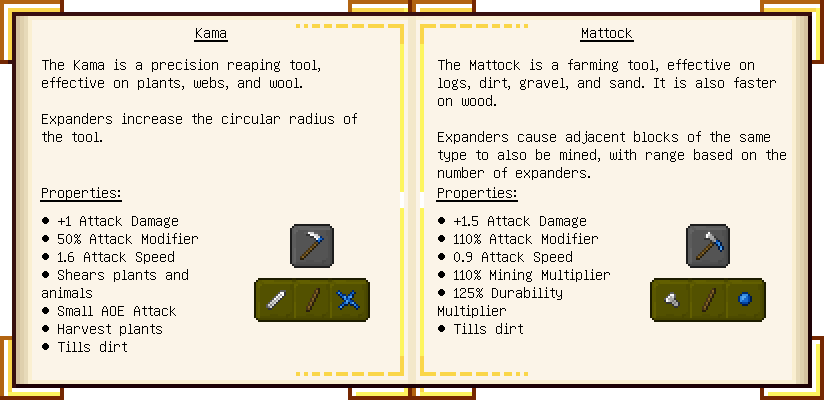 Kama
The Kama is a precision reaping tool,
effective on plants, webs, and wool.
Expanders increase the circular radius of
the tool.
Properties:
● +1 Attack Damage
● 50% Attack Modifier
● 1.6 Attack Speed
● Shears plants and
animals
● Small AOE Attack
● Harvest plants
● Tills dirt
Mattock
The Mattock is a farming tool, effective on
logs, dirt, gravel, and sand. It is also faster
on wood.
Expanders cause adjacent blocks of the same
type to also be mined, with range based on the
number of expanders.
Properties:
● +1.5 Attack Damage
● 110% Attack Modifier
● 0.9 Attack Speed
● 110% Mining Multiplier
● 125% Durability
Multiplier
● Tills dirt